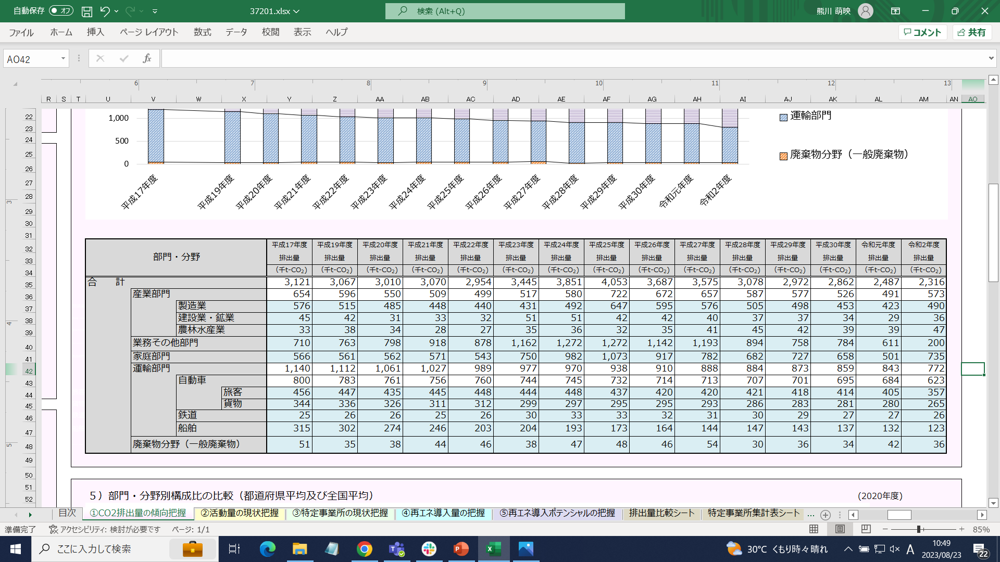 自動保存 オフ 37201.xlsx 検索 (Alt+Q) 熊川 萌映
ファイル ホーム 挿入 ページ レイアウト 数式 データ 校閲 表示 ヘルプ コメント 共有
AO42 fx
6 7 8 9 10 11 12 13
R S T U V W X Y Z AA AB AC AD AE AF AG AH AI AJ AK AL AM AN AO
22 1,000 運輸部門
23
24 500
25 0 廃棄物分野（一般廃棄物）
26
27 平成17年度 平成19年度 平成20年度 平成21年度 平成22年度 平成23年度 平成24年度 平成25年度 平成26年度 平成27年度 平成28年度 平成29年度 平成30年度 令和元年度 令和2年度
3 28
29
30
31
32 部門・分野 平成17年度 平成19年度 平成20年度 平成21年度 平成22年度 平成23年度 平成24年度 平成25年度 平成26年度 平成27年度 平成28年度 平成29年度 平成30年度 令和元年度 令和2年度
33 排出量 排出量 排出量 排出量 排出量 排出量 排出量 排出量 排出量 排出量 排出量 排出量 排出量 排出量 排出量
34 （千t-CO₂） （千t-CO₂） （千t-CO₂） （千t-CO₂） （千t-CO₂） （千t-CO₂） （千t-CO₂） （千t-CO₂） （千t-CO₂） （千t-CO₂） （千t-CO₂） （千t-CO₂） （千t-CO₂） （千t-CO₂） （千t-CO₂）
35 合 計 3,121 3,067 3,010 3,070 2,954 3,445 3,851 4,053 3,687 3,575 3,078 2,972 2,862 2,487 2,316
36 産業部門 654 596 550 509 499 517 580 722 672 657 587 577 526 491 573
37 製造業 576 515 485 448 440 431 492 647 595 576 505 498 453 423 490
4 38 建設業・鉱業 45 42 31 33 32 51 51 42 42 40 37 37 34 29 36
39 農林水産業 33 38 34 28 27 35 36 32 35 41 45 42 39 39 47
40 業務その他部門 710 763 798 918 878 1,162 1,272 1,272 1,142 1,193 894 758 784 611 200
41 家庭部門 566 561 562 571 543 750 982 1,073 917 782 682 727 658 501 735
42 運輸部門 1,140 1,112 1,061 1,027 989 977 970 938 910 888 884 873 859 843 772
43 自動車 800 783 761 756 760 744 745 732 714 713 707 701 695 684 623
44 旅客 456 447 435 445 448 444 448 437 420 420 421 418 414 405 357
45 貨物 344 336 326 311 312 299 297 295 295 293 286 283 281 280 265
46 鉄道 25 26 26 25 26 30 33 33 32 31 30 29 27 27 26
47 船舶 315 302 274 246 203 204 193 173 164 144 147 143 137 132 123
5 48 廃棄物分野（一般廃棄物） 51 35 38 44 46 38 47 48 46 54 30 36 34 42 36
49
50
51
52 5）部門・分野別構成比の比較（都道府県平均及び全国平均） (2020年度)
目次 ①CO2排出量の傾向把握 ②活動量の現状把握 ③特定事業所の現状把握 ④再エネ導入量の把握 ⑤再エネ導入ポテンシャルの把握 排出量比較シート 特定事業所集計表シート ...
準備完了 アクセシビリティ: 検討が必要です ページ: 1/1 85%
ここに入力して検索 30°C くもり時々晴れ A 10:49
2023/08/23 22